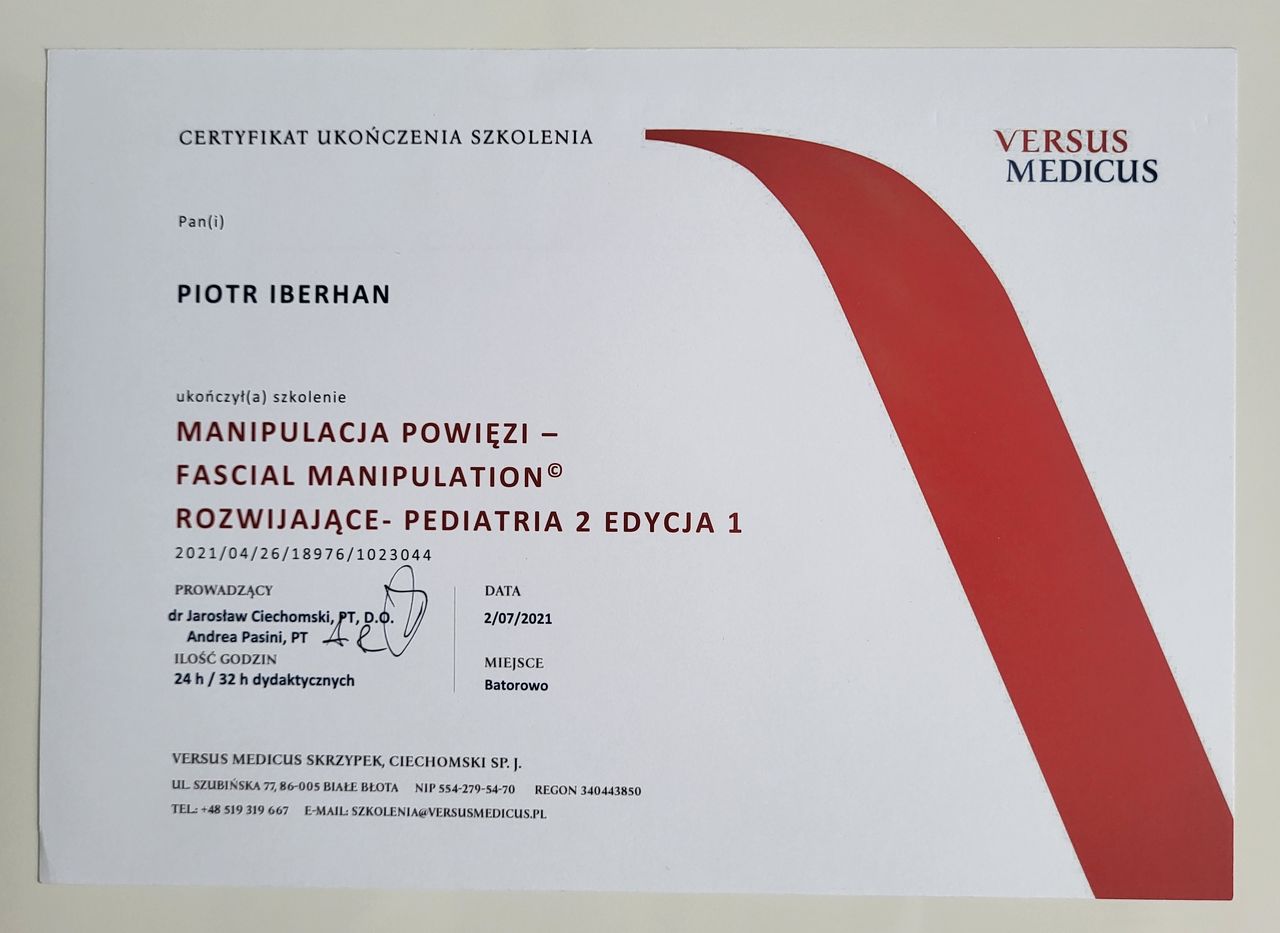 CERTYFIKAT UKOŃCZENIA SZKOLENIA
VERSUS
MEDICUS
Pan(i)
PIOTR IBERHAN
ukończył(a) szkolenie
MANIPULACJA POWIĘZI –
FASCIAL MANIPULATION©
ROZWIJAJĄCE- PEDIATRIA 2 EDYCJA 1
2021/04/26/18976/1023044
PROWADZĄCY
dr Jarosław Ciechomski, PT, D.O.
Andrea Pasini, PT
ILOŚĆ GODZIN
24 h / 32 h dydaktycznych
DATA
2/07/2021
MIEJSCE
Batorowo
VERSUS MEDICUS SKRZYPEK, CIECHOMSKI SP. J.
UL. SZUBIŃSKA 77, 86-005 BIAŁE BŁOTA NIP 554-279-54-70 REGON 340443850
TEL: +48 519 319 667 E-MAIL: SZKOLENIA@VERSUSMEDICUS.PL